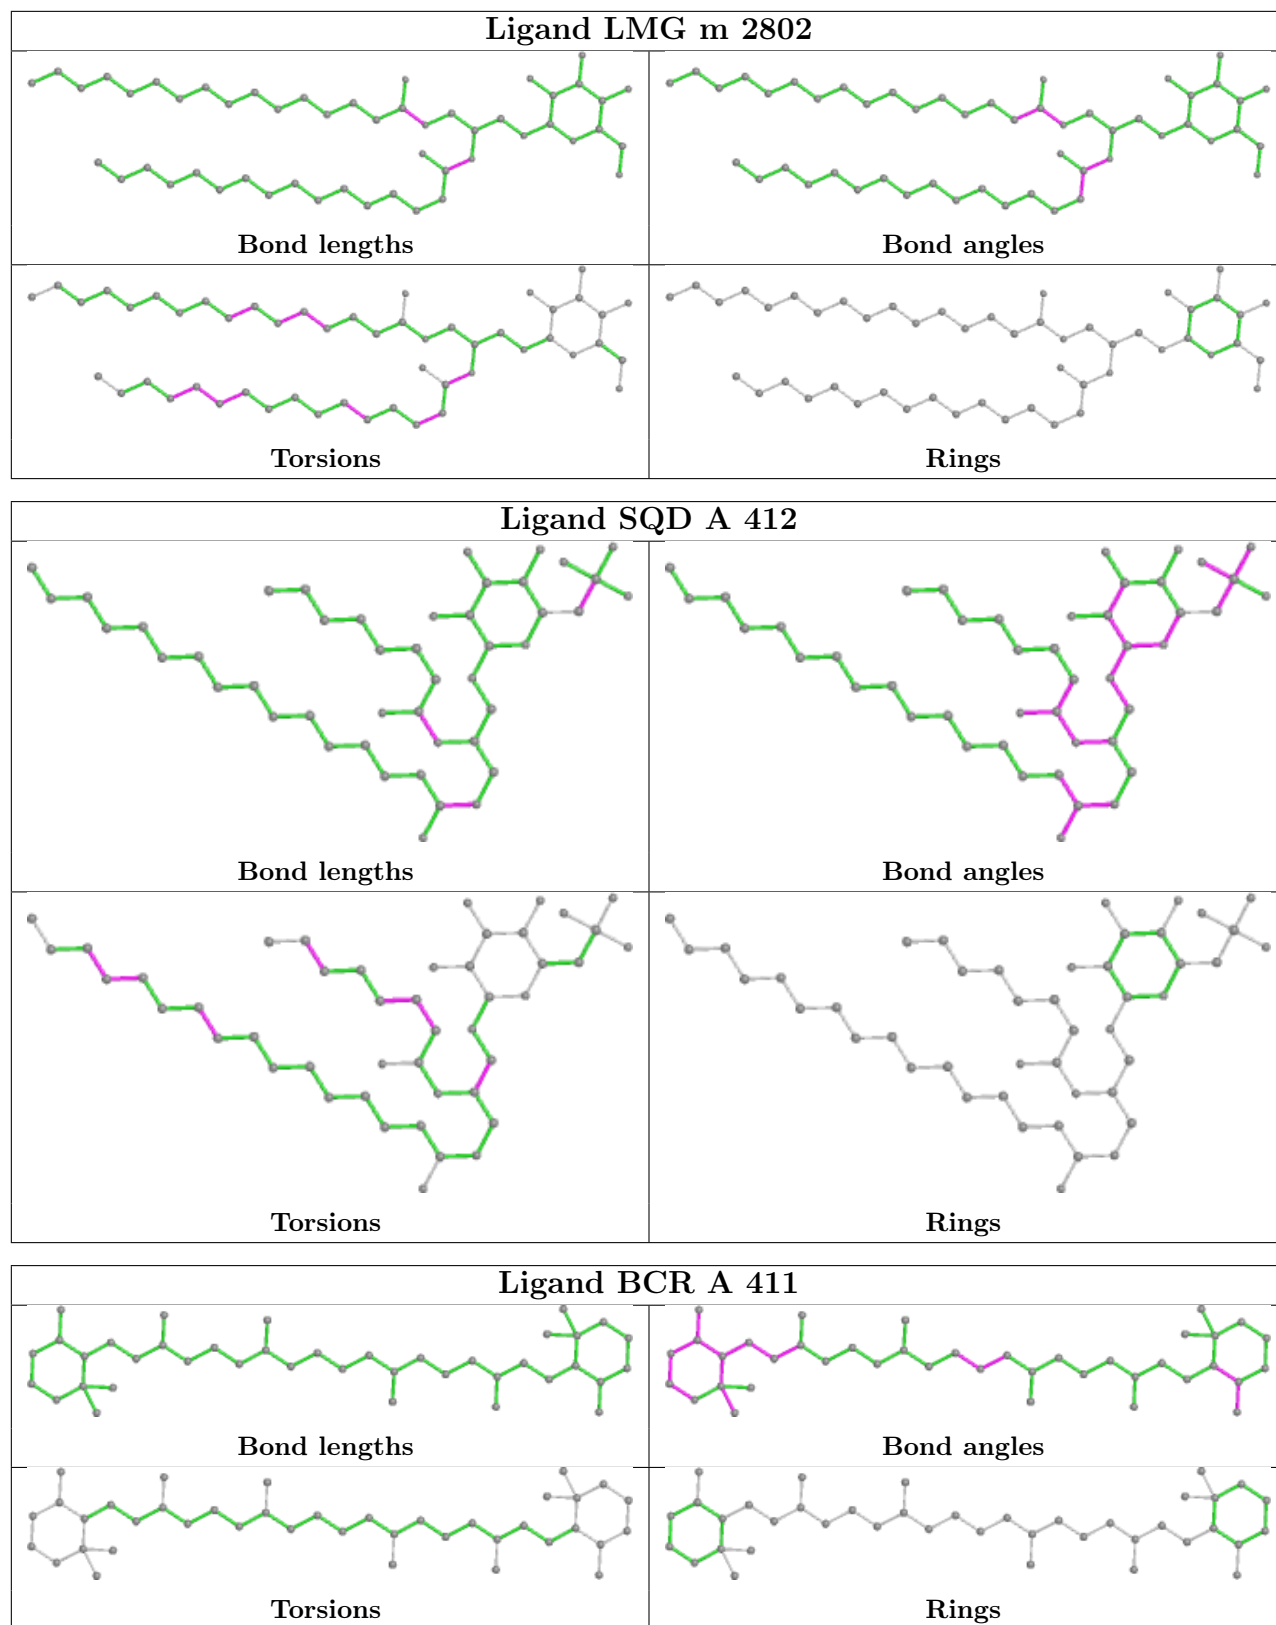 Ligand LMG m 2802
Bond lengths
Bond angles
Torsions
Rings
Ligand SQD A 412
Bond lengths
Bond angles
Torsions
Rings
Ligand BCR A 411
Bond lengths
Bond angles
Torsions
Rings